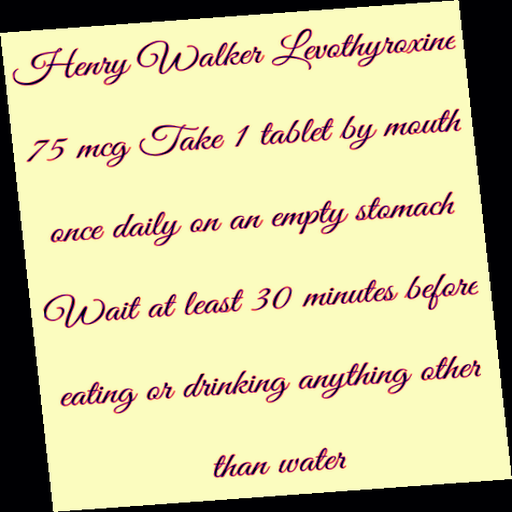 Henry Walker Levothyroxine
75 mcg Take 1 tablet by mouth
once daily on an empty stomach
Wait at least 30 minutes before
eating or drinking anything other
than water